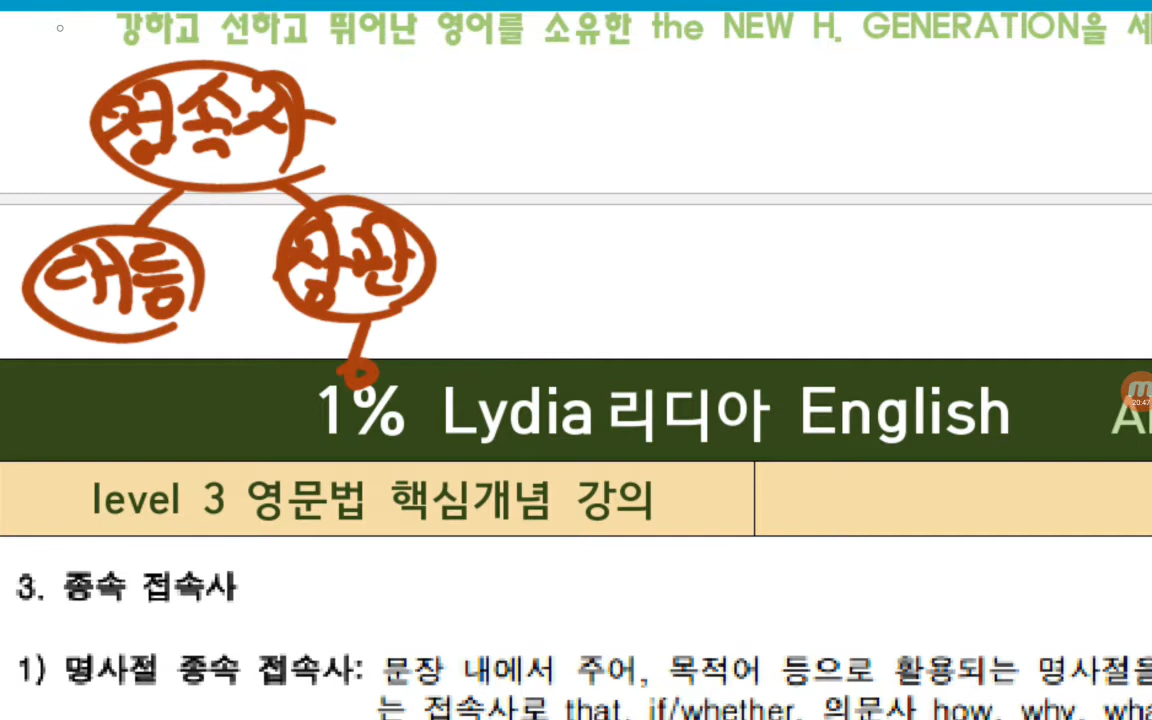 강하고 선하고 뛰어난 영어를 소유한 the NEW H. GENERATION을 세
접속사
대등 상관
1% Lydia 리디아 English
20:47
level 3 영문법 핵심개념 강의
3. 종속 접속사
1) 명사절 종속 접속사: 문장 내에서 주어, 목적어 등으로 활용되는 명사절을
는 접속사로 that, if/whether, 의문사 how, why, wha